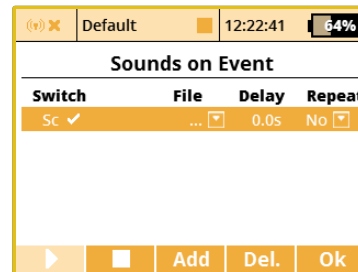 Default 12:22:41 64%
Sounds on Event
Switch File Delay Repeat
Sc ... 0.0s No
Add Del. Ok